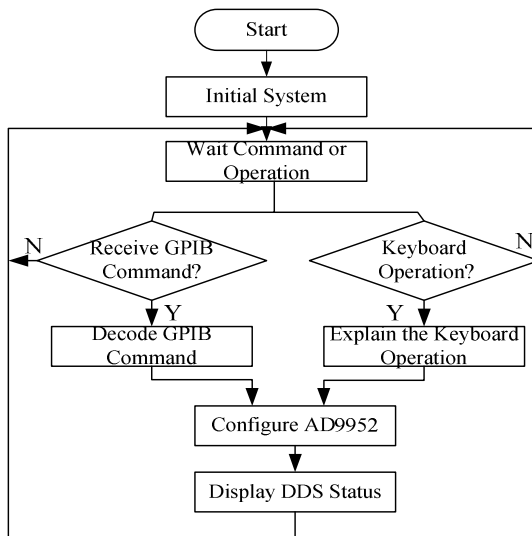 Start
Initial System
Wait Command or
Operation
N
Receive GPIB
Command?
Keyboard
Operation?
N
Y
Y
Decode GPIB
Command
Explain the Keyboard
Operation
Configure AD9952
Display DDS Status